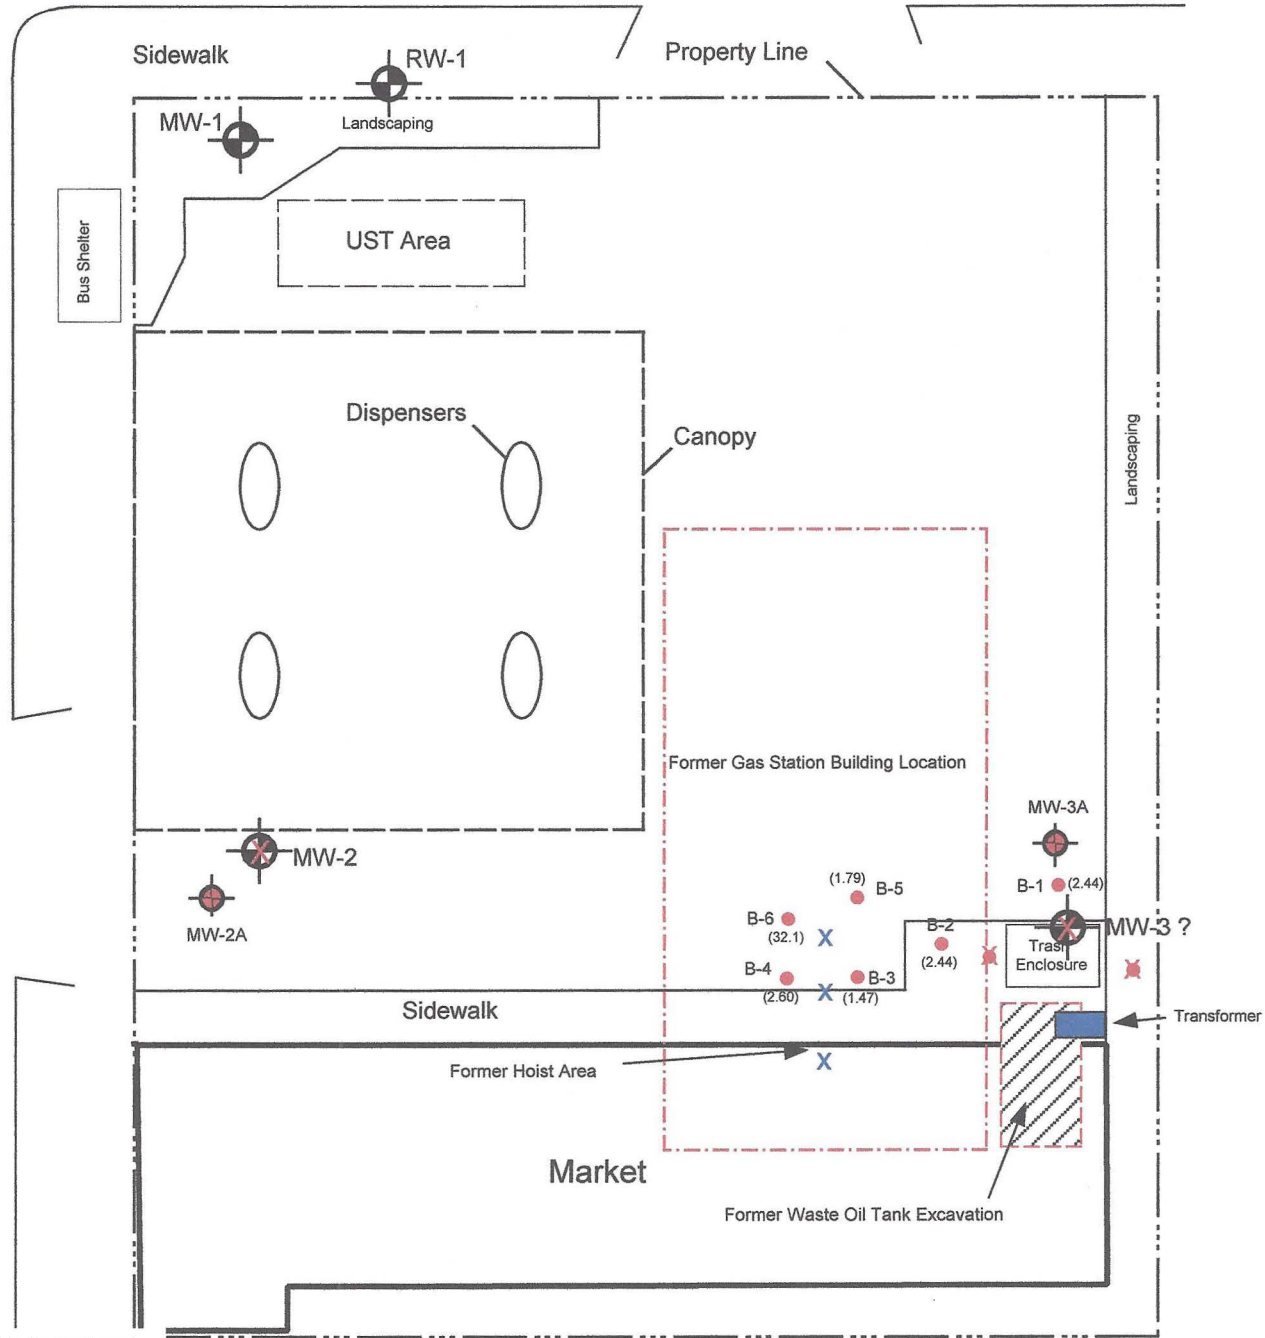 Sidewalk
RW-1
Property Line
MW-1
Landscaping
Bus Shelter
UST Area
Dispensers
Canopy
Landscaping
Former Gas Station Building Location
MW-3A
MW-2
(1.79)
B-5
B-1
(2.44)
MW-2A
B-6
(32.1)
B-2
(2.44)
MW-3 ?
Trash
Enclosure
B-4
(2.60)
B-3
(1.47)
Sidewalk
Transformer
Former Hoist Area
Market
Former Waste Oil Tank Excavation